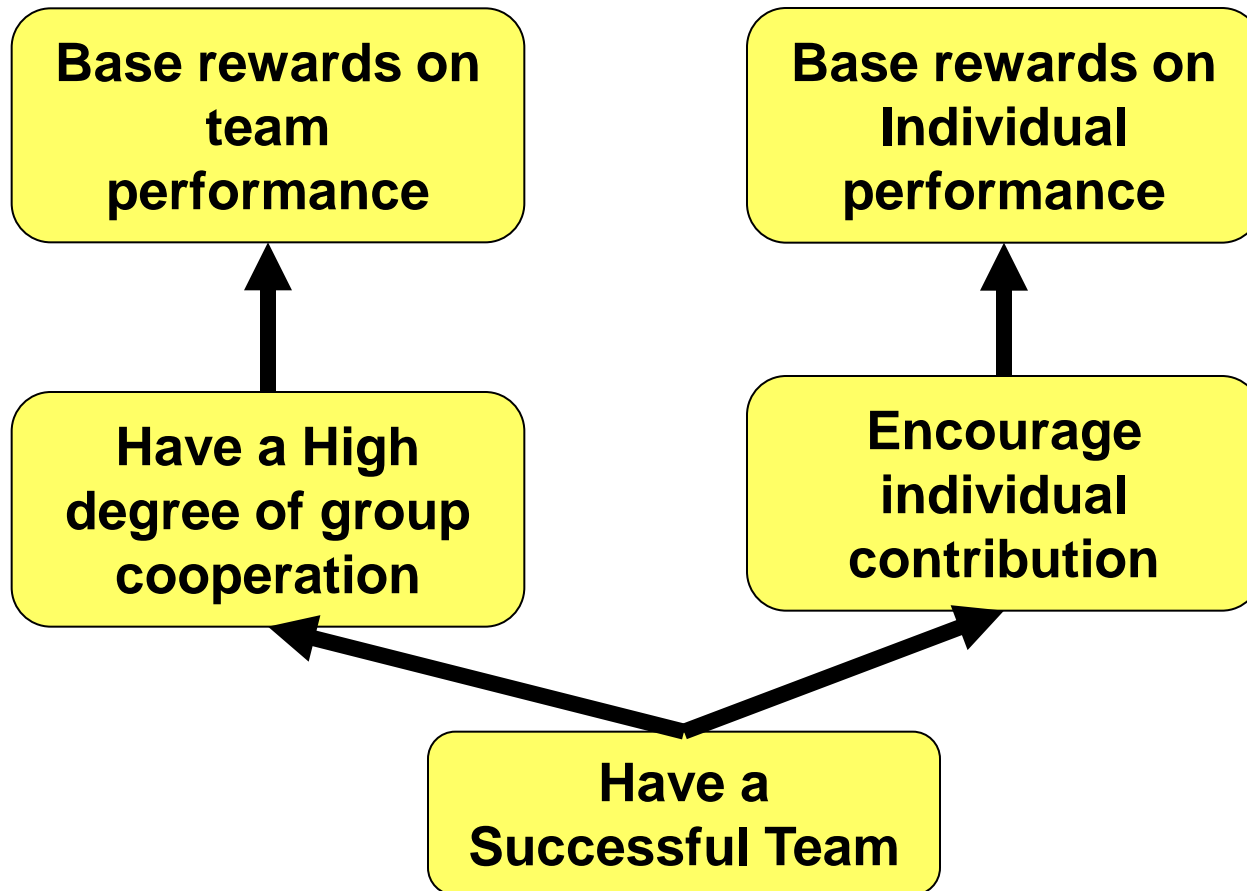 Base rewards on
team
performance
Base rewards on
Individual
performance
Have a High
degree of group
cooperation
Encourage
individual
contribution
Have a
Successful Team